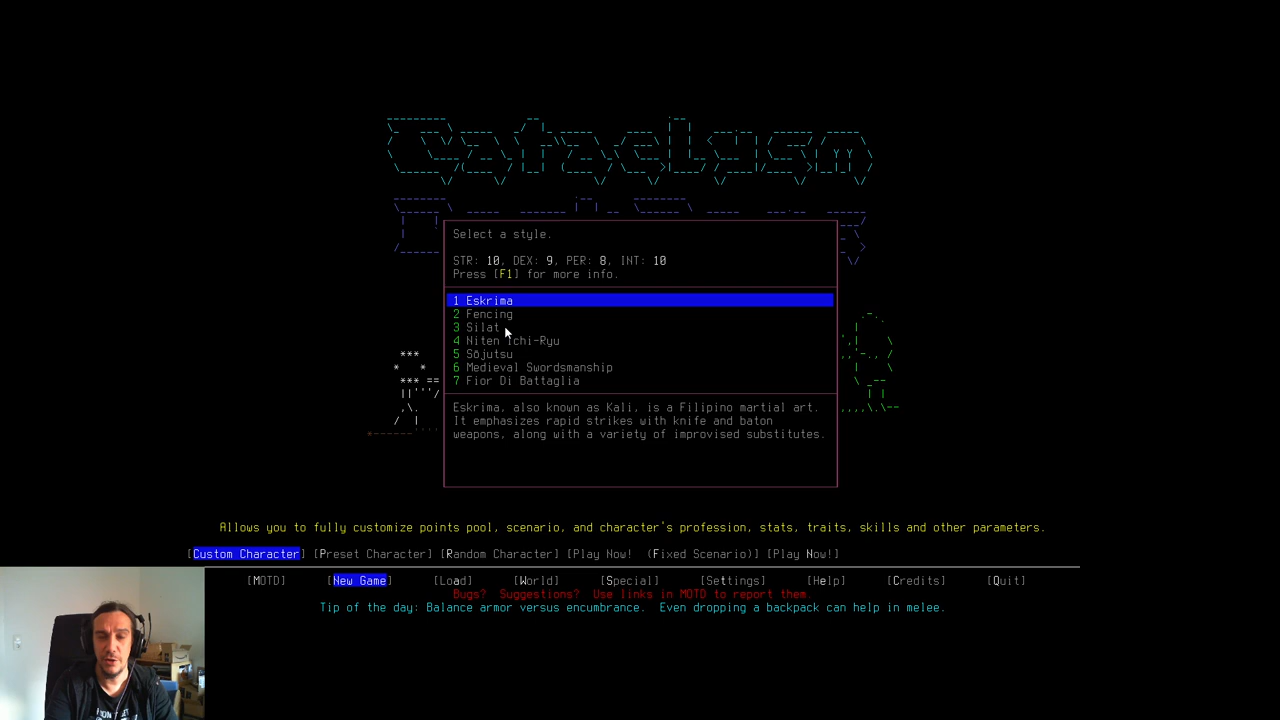 Cataclysm
Select a style.
STR: 10, DEX: 9, PER: 8, INT: 10
Press [F1] for more info.
1 Eskrima
2 Fencing
3 Silat
4 Niten Ichi-Ryu
5 Sōjutsu
6 Medieval Swordsmanship
7 Fior Di Battaglia
Eskrima, also known as Kali, is a Filipino martial art.
It emphasizes rapid strikes with knife and baton
weapons, along with a variety of improvised substitutes.
Allows you to fully customize points pool, scenario, and character's profession, stats, traits, skills and other parameters.
[Custom Character] [Preset Character] [Random Character] [Play Now! (Fixed Scenario)] [Play Now!]
[MOTD] [New Game] [Load] [World] [Special] [Settings] [Help] [Credits] [Quit]
Bugs? Suggestions? Use links in MOTD to report them.
Tip of the day: Balance armor versus encumbrance. Even dropping a backpack can help in melee.